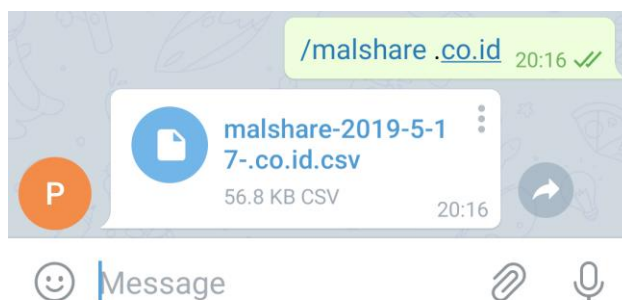 /malshare .co.id 20:16
malshare-2019-5-1
7-.co.id.csv
56.8 KB CSV
20:16
P
Message